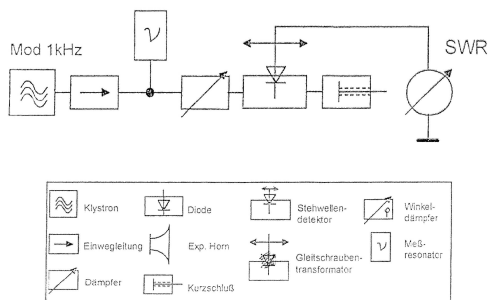 Mod 1kHz
ν
SWR
Klystron
Diode
Stehwellen-
detektor
Winkel-
dämpfer
φ
Einwegleitung
Exp. Horn
Gleitschrauben-
transformator
ν
Meß-
resonator
Dämpfer
Kurzschluß